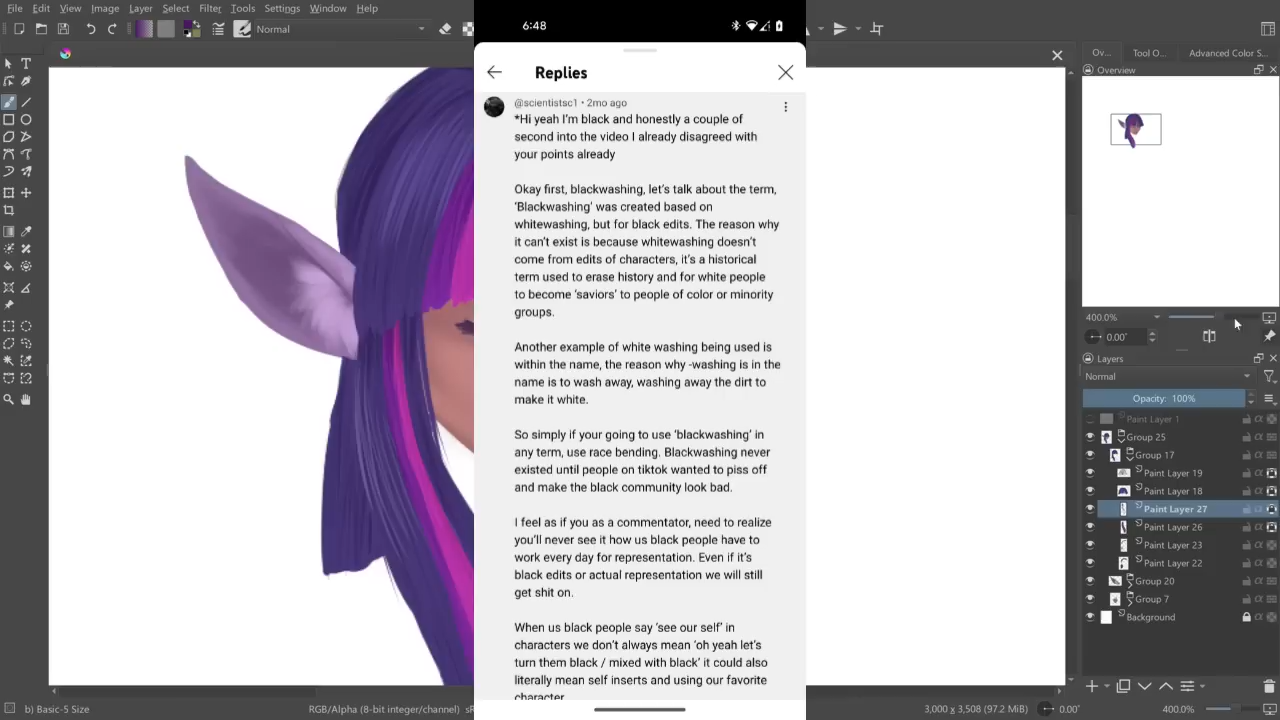 File
Edit
Image
Layer
Select
Filter
Tools
View
Window
Help
Normal
6:48
Replies
@scientistsc1 • 2mo ago
*Hi yeah I'm black and honestly a couple of
second into the video I already disagreed with
your points already
Okay first, blackwashing, let's talk about the term,
'Blackwashing' was created based on
whitewashing, but for black edits. The reason why
it can't exist is because whitewashing doesn't
come from edits of characters, it's a historical
term used to erase history and for white people
to become 'saviors' to people of color or minority
groups.
Another example of white washing being used is
within the name, the reason why -washing is in the
name is to wash away, washing away the dirt to
make it white.
So simply if your going to use 'blackwashing' in
any term, use race bending. Blackwashing never
existed until people on tiktok wanted to piss off
and make the black community look bad.
I feel as if you as a commentator, need to realize
you'll never see it how us black people have to
work every day for representation. Even if it's
black edits or actual representation we will still
get shit on.
When us black people say 'see our self' in
characters we don't always mean 'oh yeah let's
turn them black / mixed with black' it could also
literally mean self inserts and using our favorite
character
Ov...
Tool O...
Advanced Color S...
Overview
400.0%
0.00°
Layers
Normal
Opacity: 100%
Paint Layer 1
Group 25
Group 17
Paint Layer 19
Paint Layer 18
Paint Layer 27
Paint Layer 26
Paint Layer 23
Paint Layer 22
Group 20
Group 7
Background
b) Basic-5 Size
RGB/Alpha (8-bit integer/channel)
3,000 x 3,508 (97.2 MiB)
0.00°
400.0%